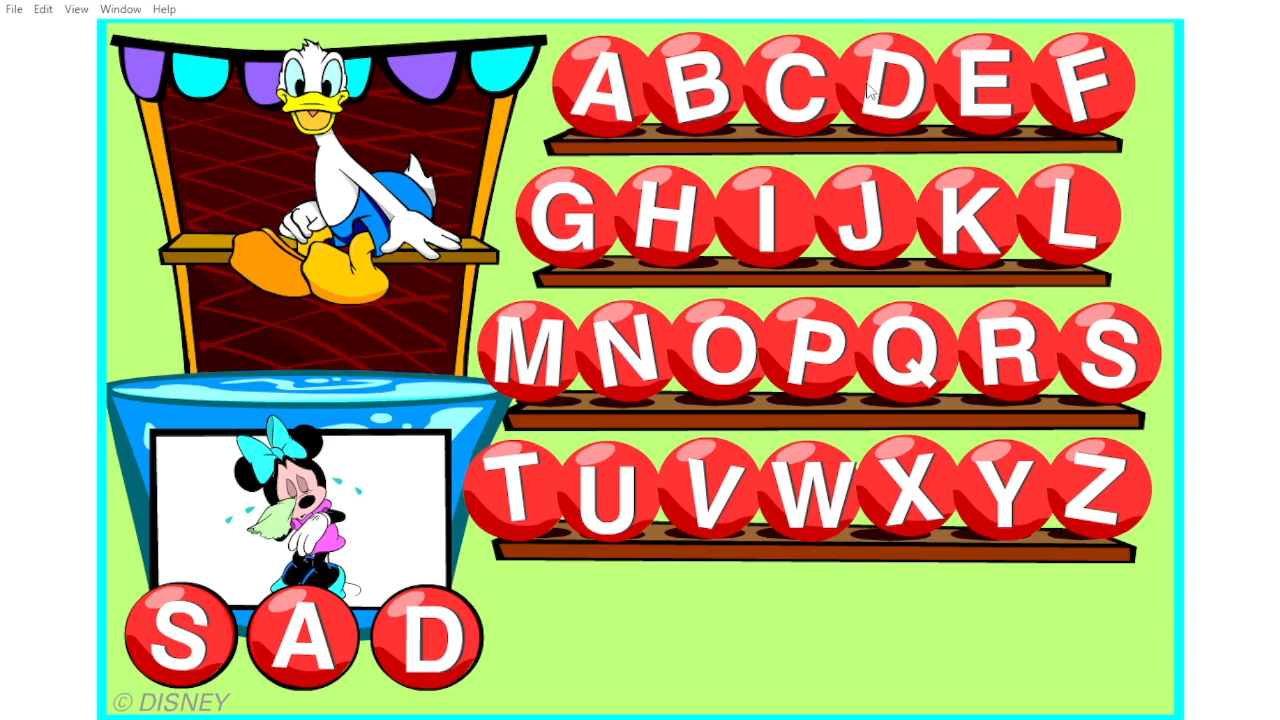 File Edit View Window Help
A B C D E F
G H I J K L
M N O P Q R S
T U V W X Y Z
S A D
© DISNEY